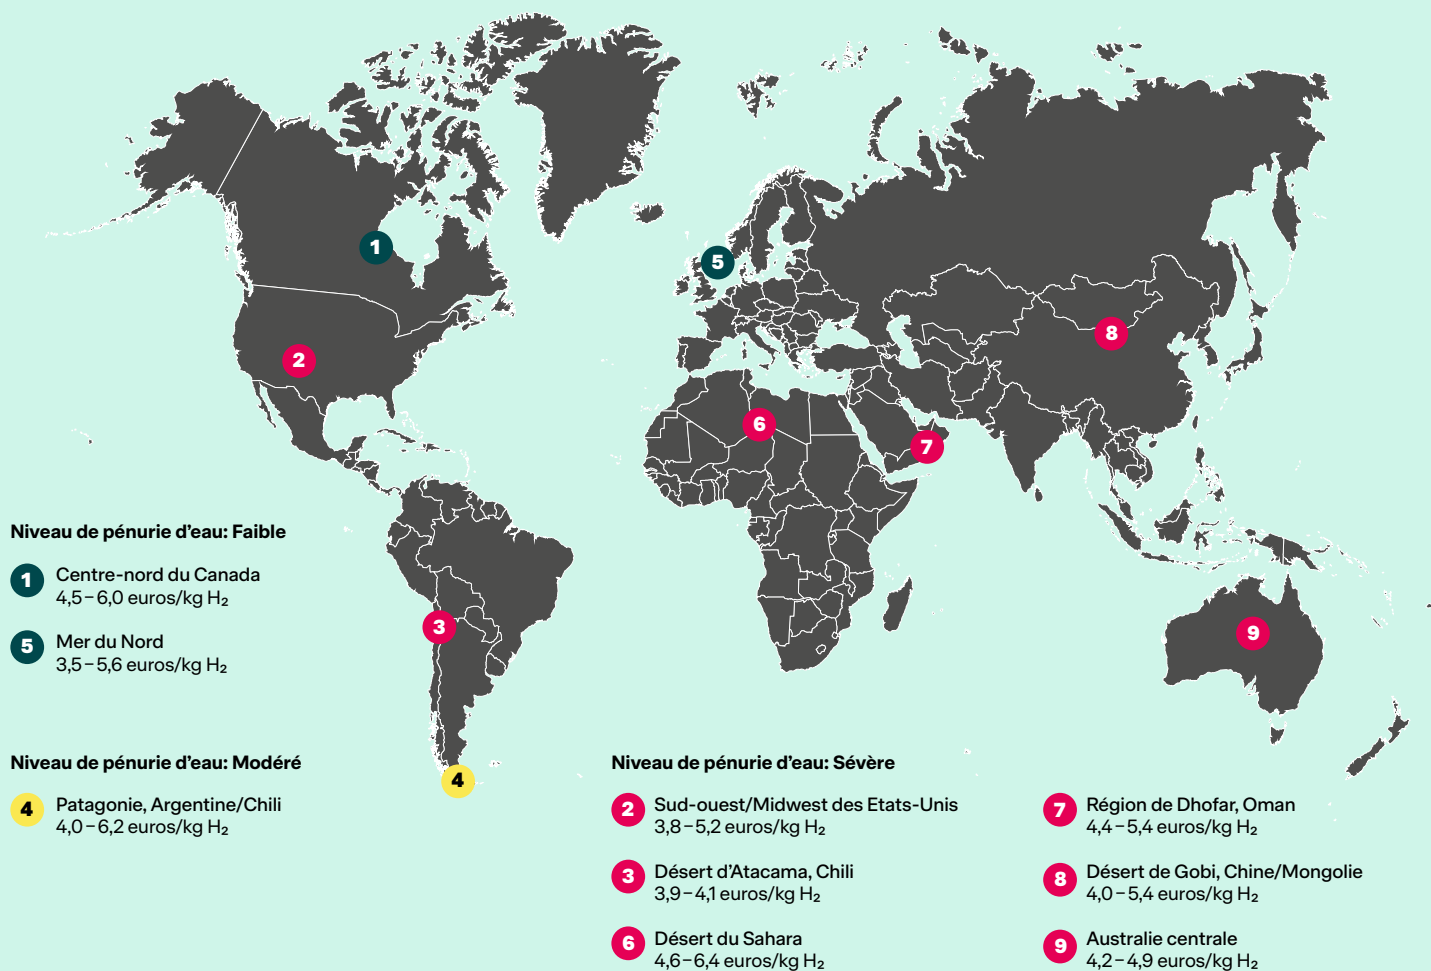 1
2
3
4
5
6
7
8
9
Niveau de pénurie d’eau: Faible
1 Centre-nord du Canada
4,5–6,0 euros/kg H₂
5 Mer du Nord
3,5–5,6 euros/kg H₂
Niveau de pénurie d’eau: Modéré
4 Patagonie, Argentine/Chili
4,0–6,2 euros/kg H₂
Niveau de pénurie d’eau: Sévère
2 Sud-ouest/Midwest des Etats-Unis
3,8–5,2 euros/kg H₂
3 Désert d’Atacama, Chili
3,9–4,1 euros/kg H₂
6 Désert du Sahara
4,6–6,4 euros/kg H₂
7 Région de Dhofar, Oman
4,4–5,4 euros/kg H₂
8 Désert de Gobi, Chine/Mongolie
4,0–5,4 euros/kg H₂
9 Australie centrale
4,2–4,9 euros/kg H₂